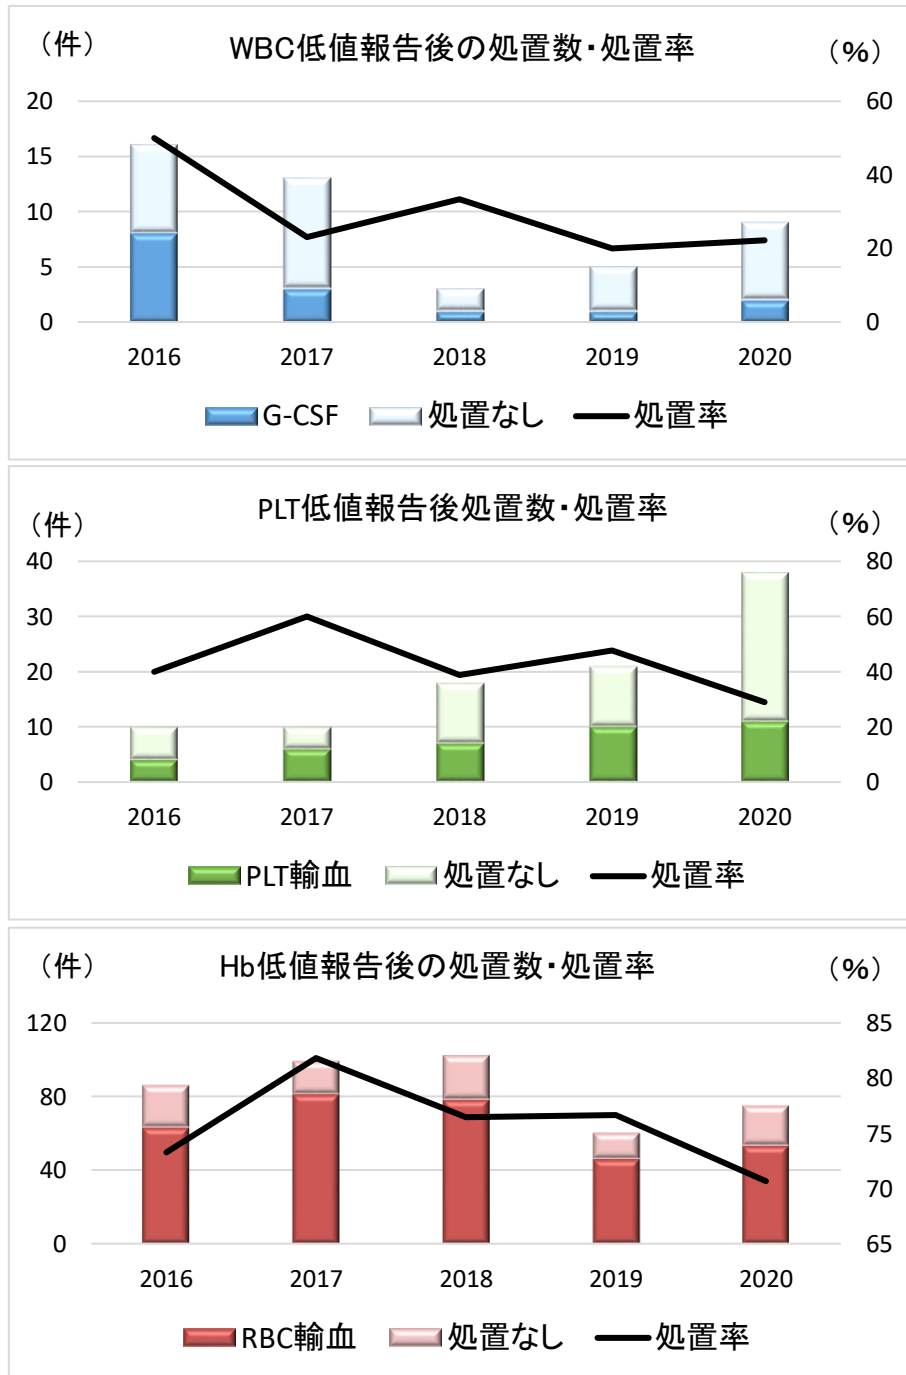 WBC低値報告後の処置数・処置率
（件）
（%）
20
15
10
5
0
60
40
20
0
2016 2017 2018 2019 2020
G-CSF 処置なし 処置率
PLT低値報告後処置数・処置率
（件）
（%）
40
30
20
10
0
80
60
40
20
0
2016 2017 2018 2019 2020
PLT輸血 処置なし 処置率
Hb低値報告後の処置数・処置率
（件）
（%）
120
80
40
0
85
80
75
70
65
2016 2017 2018 2019 2020
RBC輸血 処置なし 処置率